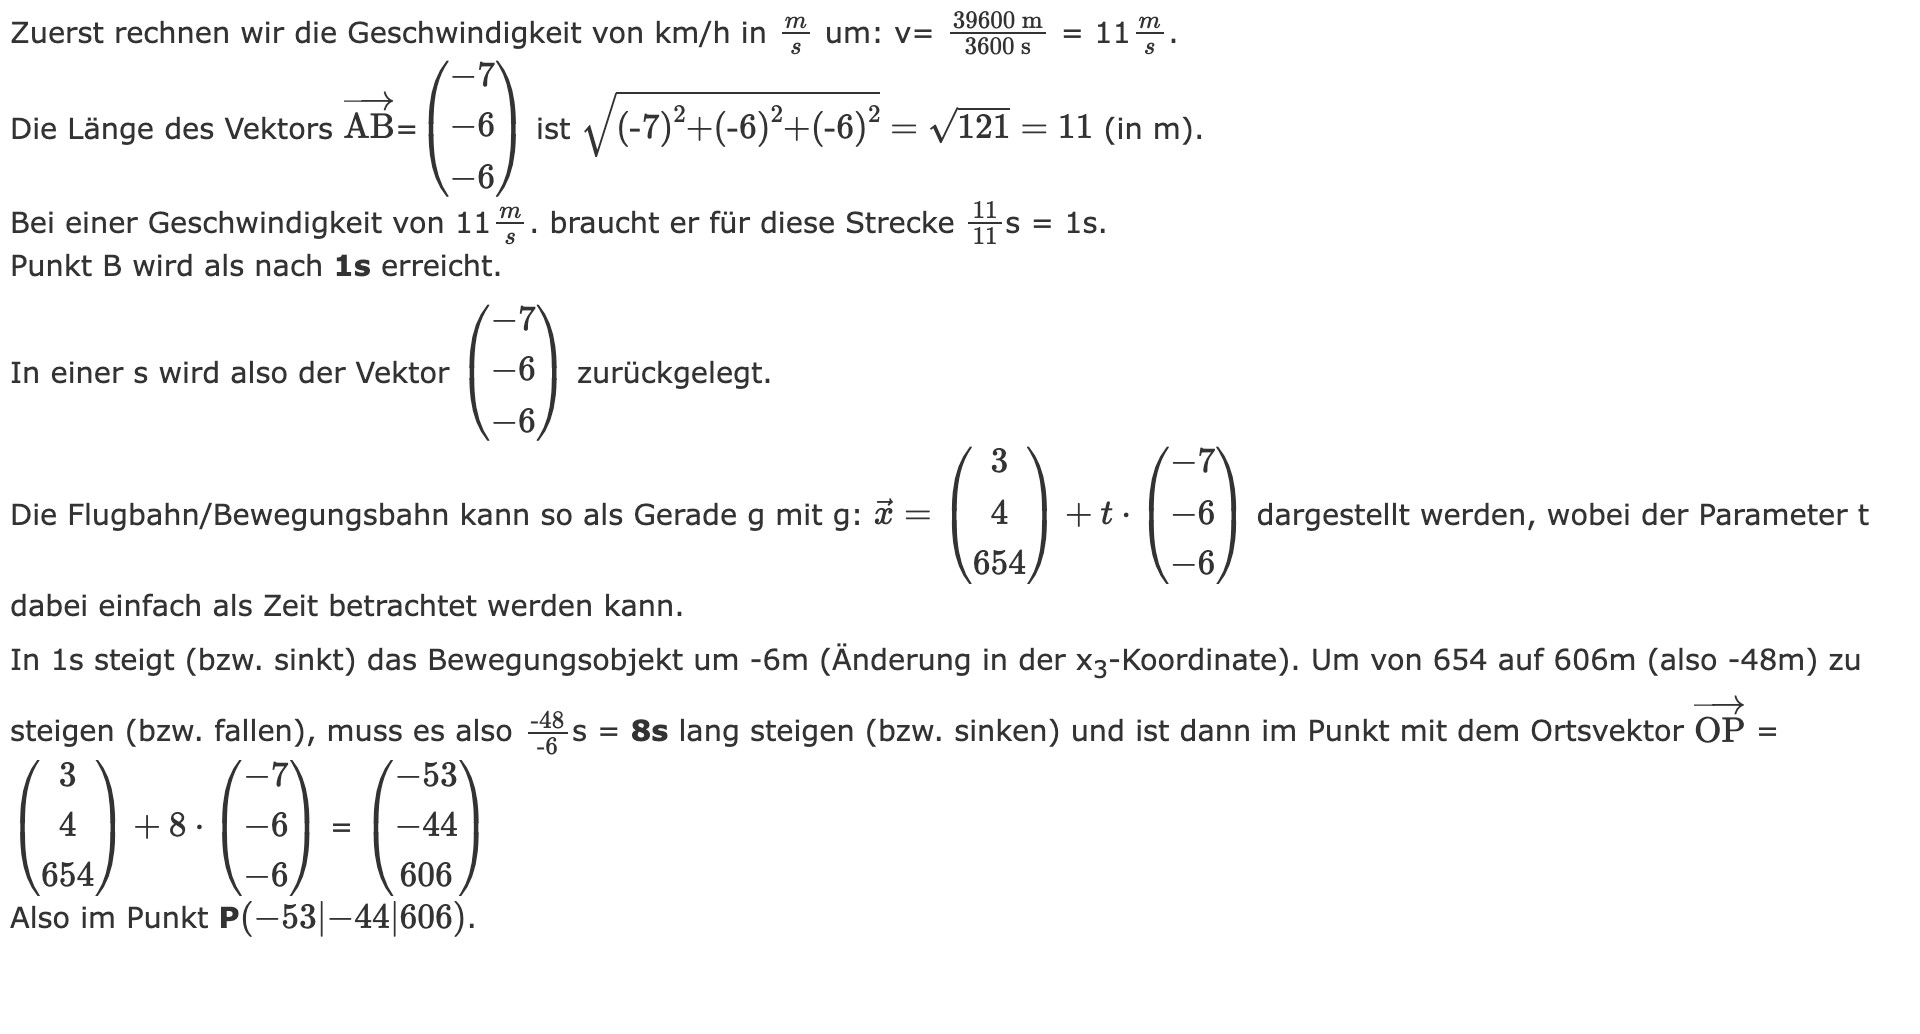 Zuerst rechnen wir die Geschwindigkeit von km/h in $\frac{m}{s}$ um: v= $\frac{39600 \text{ m}}{3600 \text{ s}}$ = 11$\frac{m}{s}$.
Die Länge des Vektors $\overrightarrow{AB}$=$\begin{pmatrix} -7 \\ -6 \\ -6 \end{pmatrix}$ ist $\sqrt{(-7)^2+(-6)^2+(-6)^2} = \sqrt{121} = 11$ (in m).
Bei einer Geschwindigkeit von 11$\frac{m}{s}$. braucht er für diese Strecke $\frac{11}{11}$s = 1s.
Punkt B wird als nach 1s erreicht.
In einer s wird also der Vektor $\begin{pmatrix} -7 \\ -6 \\ -6 \end{pmatrix}$ zurückgelegt.
Die Flugbahn/Bewegungsbahn kann so als Gerade g mit g: $\vec{x} = \begin{pmatrix} 3 \\ 4 \\ 654 \end{pmatrix} + t \cdot \begin{pmatrix} -7 \\ -6 \\ -6 \end{pmatrix}$ dargestellt werden, wobei der Parameter t
dabei einfach als Zeit betrachtet werden kann.
In 1s steigt (bzw. sinkt) das Bewegungsobjekt um -6m (Änderung in der x$_3$-Koordinate). Um von 654 auf 606m (also -48m) zu
steigen (bzw. fallen), muss es also $\frac{-48}{-6}$s = 8s lang steigen (bzw. sinken) und ist dann im Punkt mit dem Ortsvektor $\overrightarrow{OP}$ =
$\begin{pmatrix} 3 \\ 4 \\ 654 \end{pmatrix} + 8 \cdot \begin{pmatrix} -7 \\ -6 \\ -6 \end{pmatrix} = \begin{pmatrix} -53 \\ -44 \\ 606 \end{pmatrix}$
Also im Punkt P(−53|−44|606).